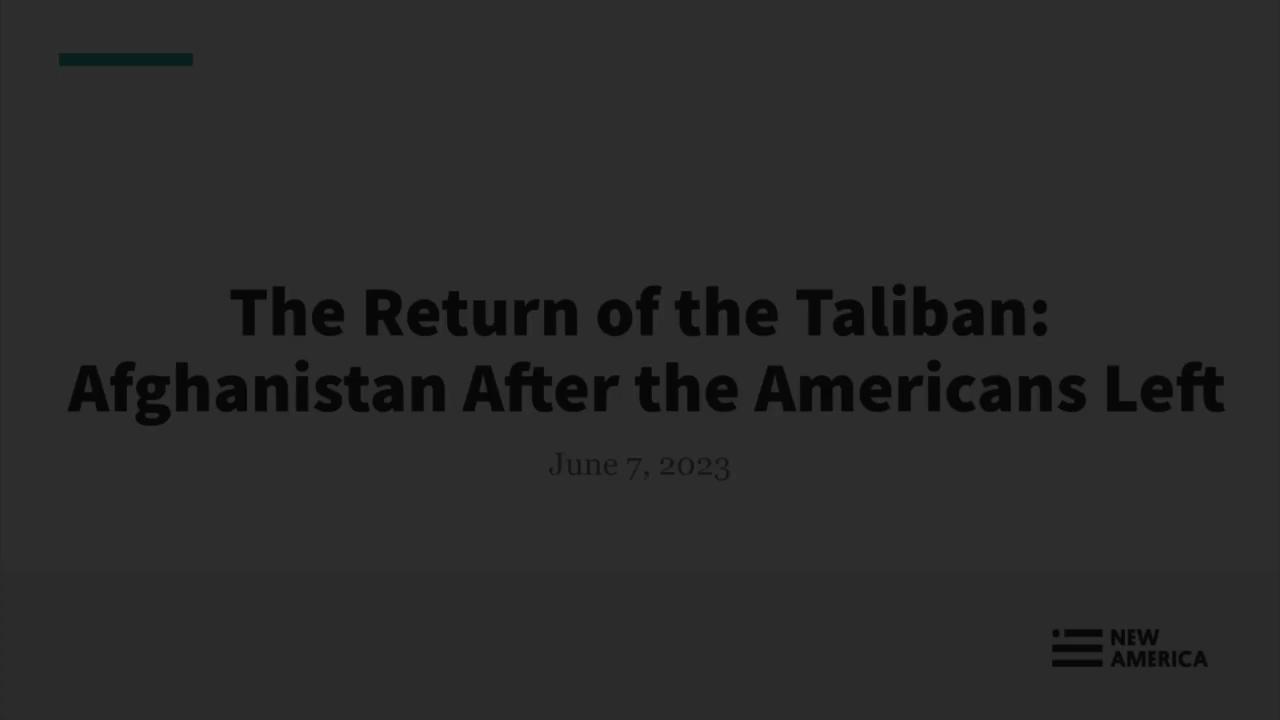 The Return of the Taliban:
Afghanistan After the Americans Left
June 7, 2023
NEW
AMERICA